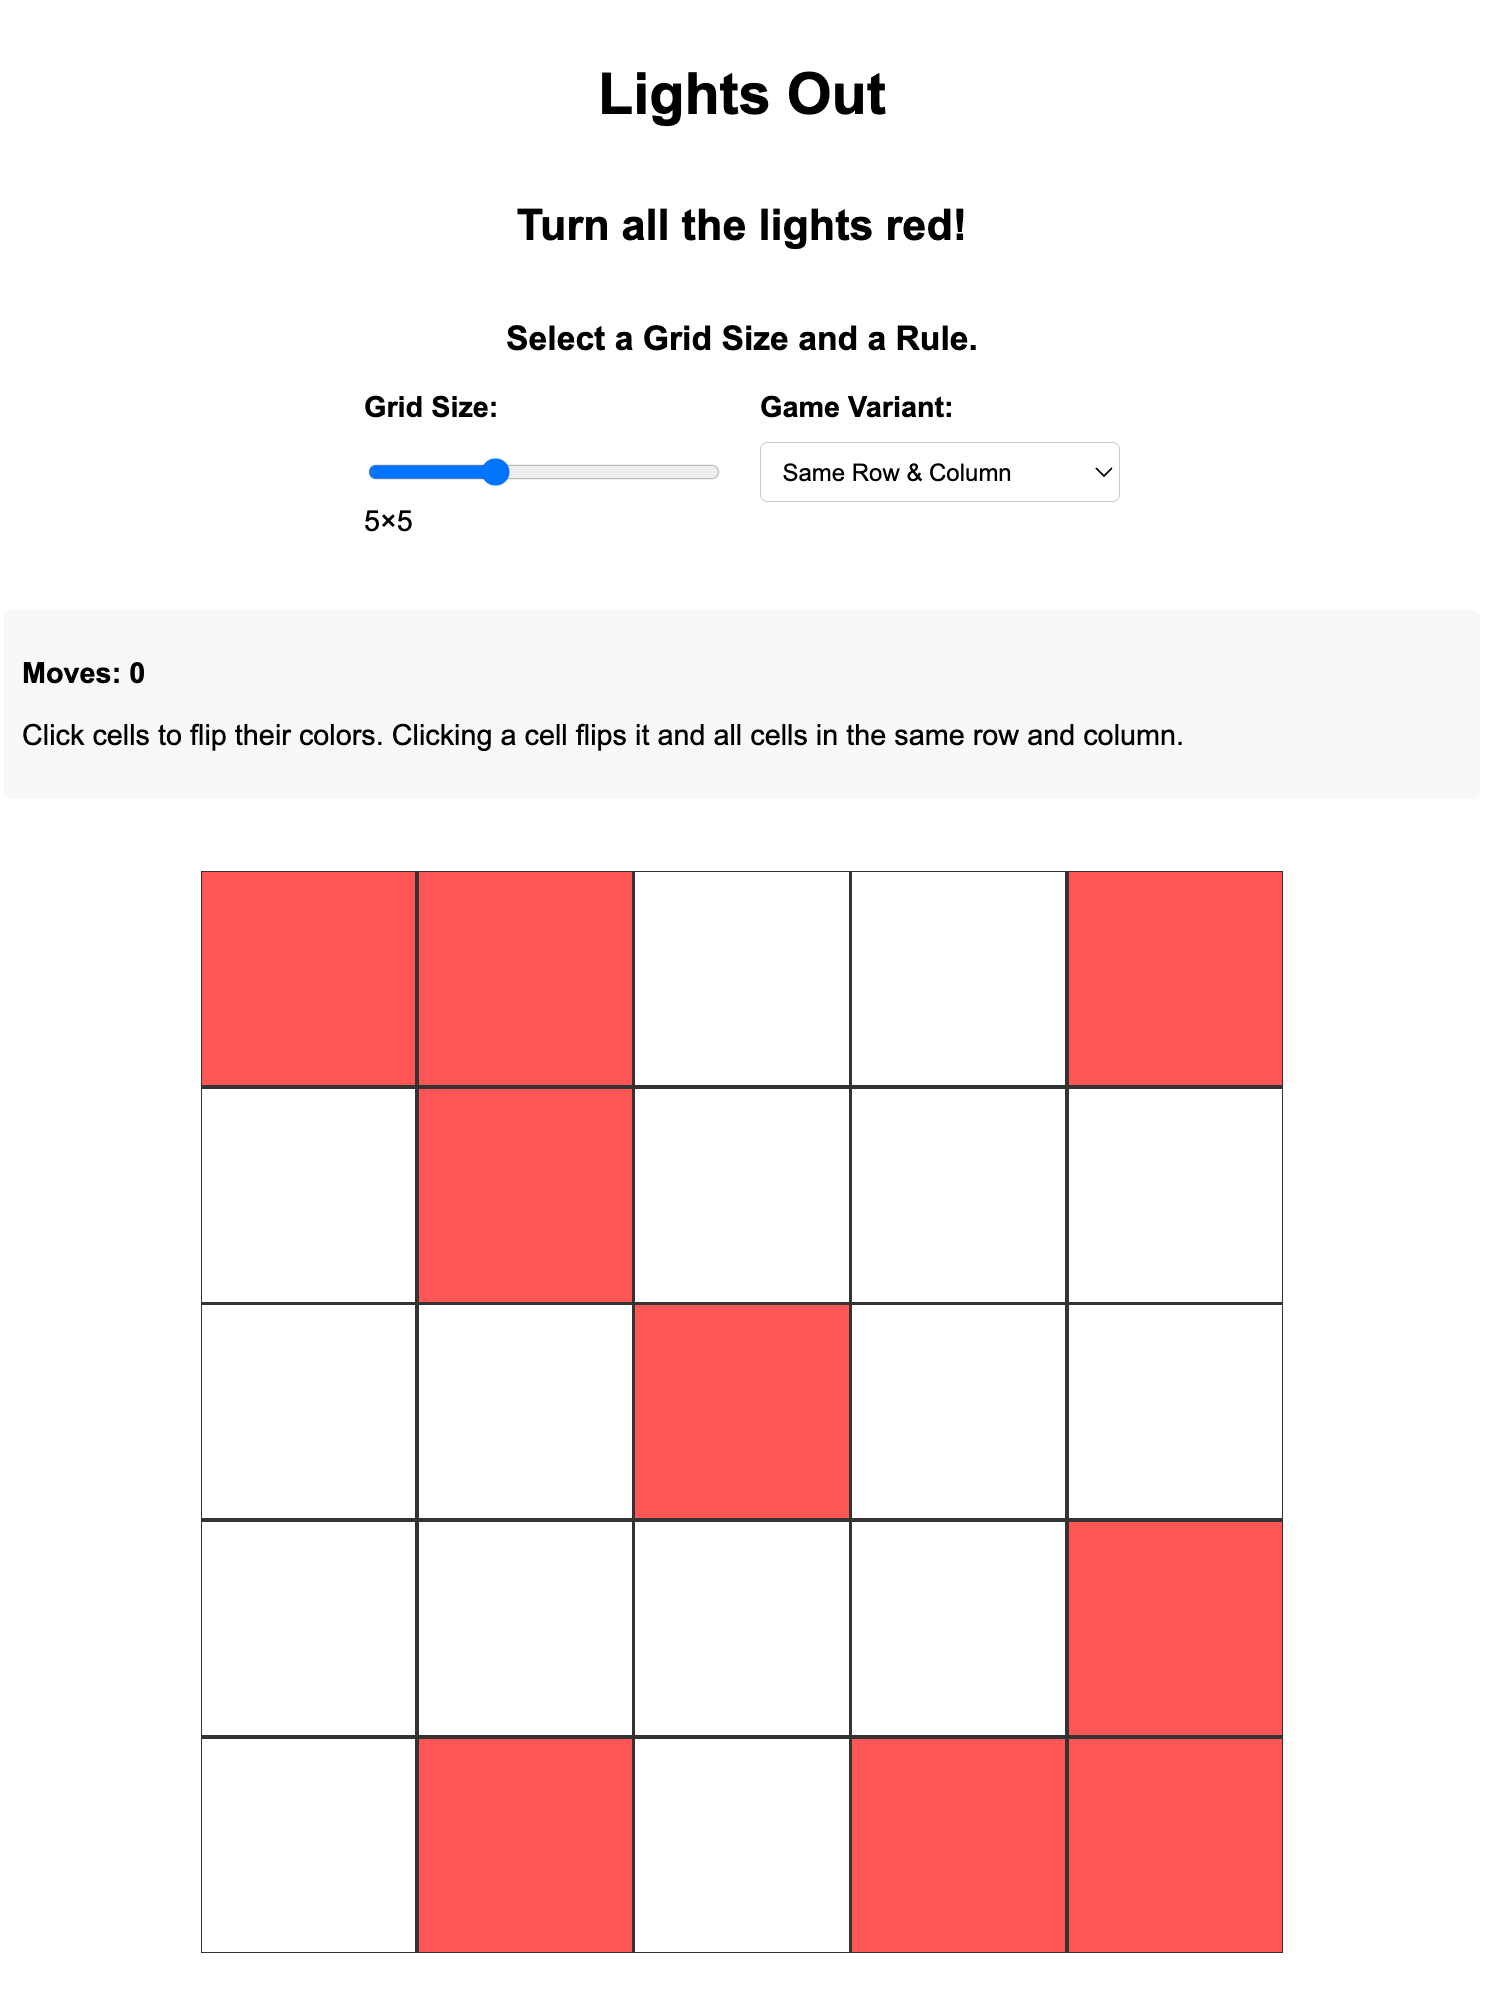 Lights Out
Turn all the lights red!
Select a Grid Size and a Rule.
Grid Size:
Game Variant:
Same Row & Column
5×5
Moves: 0
Click cells to flip their colors. Clicking a cell flips it and all cells in the same row and column.